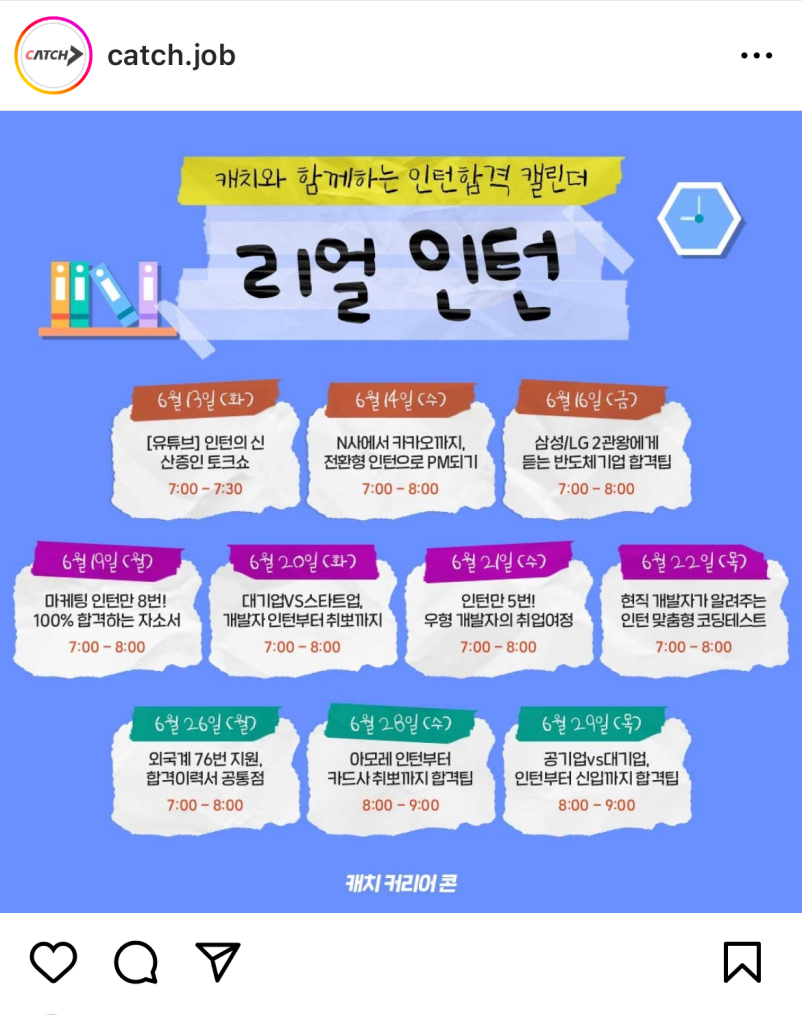 CATCH
catch.job
캐치와 함께하는 인턴합격 캘린더
리얼 인턴
6월 13일 (화)
[유튜브] 인턴의 신
산증인 토크쇼
7:00 – 7:30
6월 14일 (수)
N사에서 카카오까지,
전환형 인턴으로 PM되기
7:00 – 8:00
6월 16일 (금)
삼성/LG 2관왕에게
듣는 반도체기업 합격팁
7:00 – 8:00
6월 19일 (월)
마케팅 인턴만 8번!
100% 합격하는 자소서
7:00 – 8:00
6월 20일 (화)
대기업VS스타트업,
개발자 인턴부터 취뽀까지
7:00 – 8:00
6월 21일 (수)
인턴만 5번!
우형 개발자의 취업여정
7:00 – 8:00
6월 22일 (목)
현직 개발자가 알려주는
인턴 맞춤형 코딩테스트
7:00 – 8:00
6월 26일 (월)
외국계 76번 지원,
합격이력서 공통점
7:00 – 8:00
6월 28일 (수)
아모레 인턴부터
카드사 취뽀까지 합격팁
8:00 – 9:00
6월 29일 (목)
공기업vs대기업,
인턴부터 신입까지 합격팁
8:00 – 9:00
캐치 커리어 콘